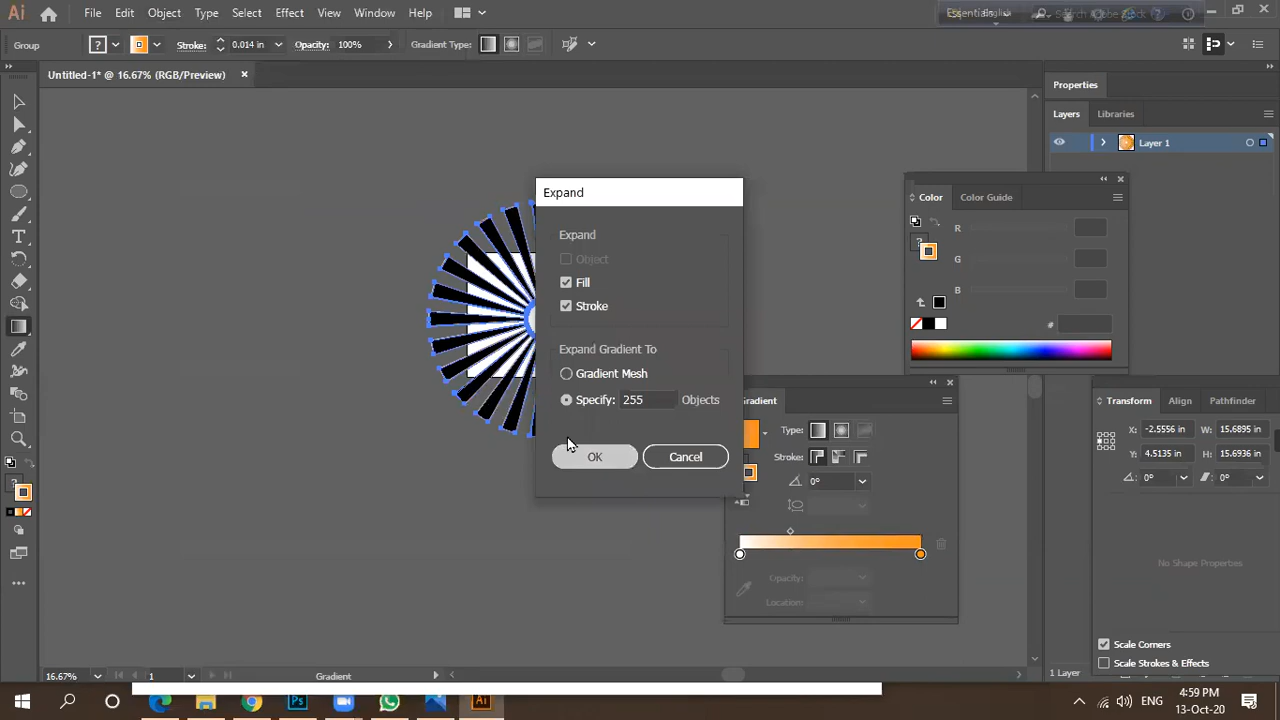 Ai File Edit Object Type Select Effect View Window Help
Group ? Stroke: 0.014 in Opacity: 100% Gradient Type:
Untitled-1* @ 16.67% (RGB/Preview)
Properties
Layers Libraries
Layer 1
Color Color Guide
R
G
B
#
Expand
Expand
Object
Fill
Stroke
Expand Gradient To
Gradient Mesh
Specify: 255 Objects
OK Cancel
Gradient
Type:
Stroke:
0°
Opacity:
Location:
Transform Align Pathfinder
X: -2.5556 in W: 15.6895 in
Y: 4.5135 in H: 15.8936 in
0° 0°
No Shape Properties
Scale Corners
Scale Strokes & Effects
16.67% 1 Gradient
1 Layer
Ps Ai
ENG 4:59 PM
13-Oct-20